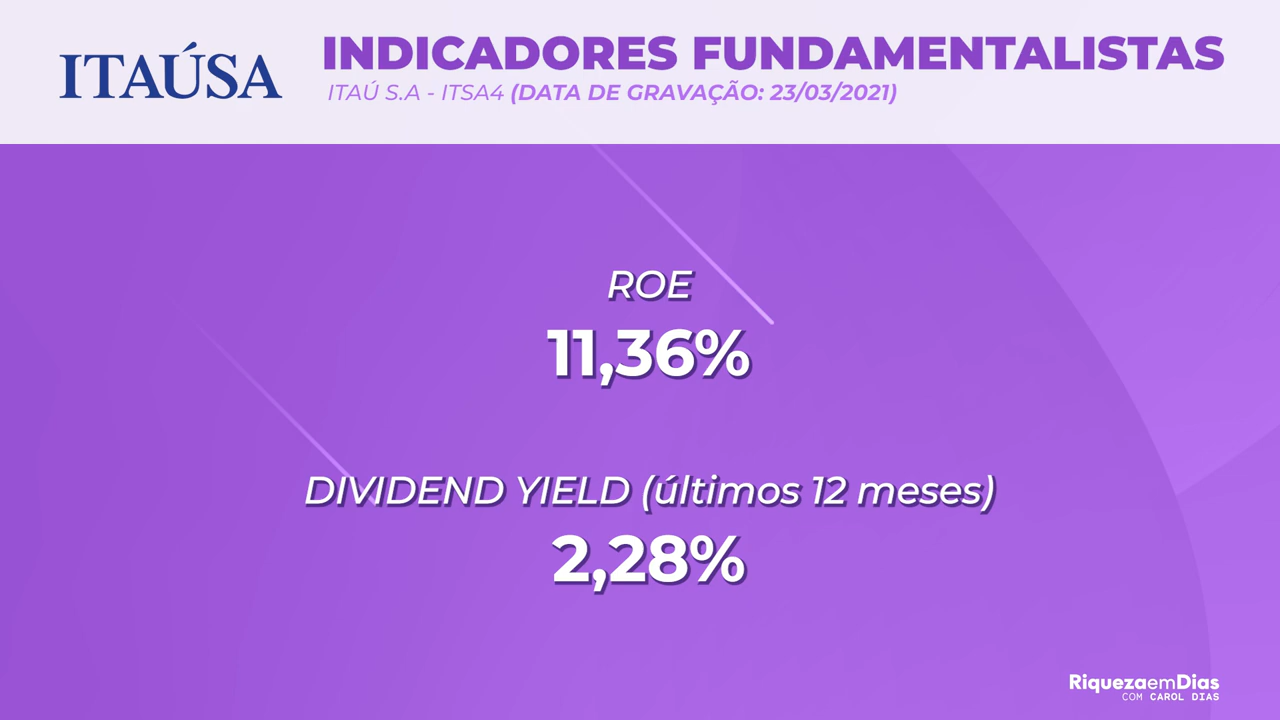 ITAÚSA
INDICADORES FUNDAMENTALISTAS
ITAÚ S.A - ITSA4 (DATA DE GRAVAÇÃO: 23/03/2021)
ROE
11,36%
DIVIDEND YIELD (últimos 12 meses)
2,28%
RiquezaemDias
COM CAROL DIAS